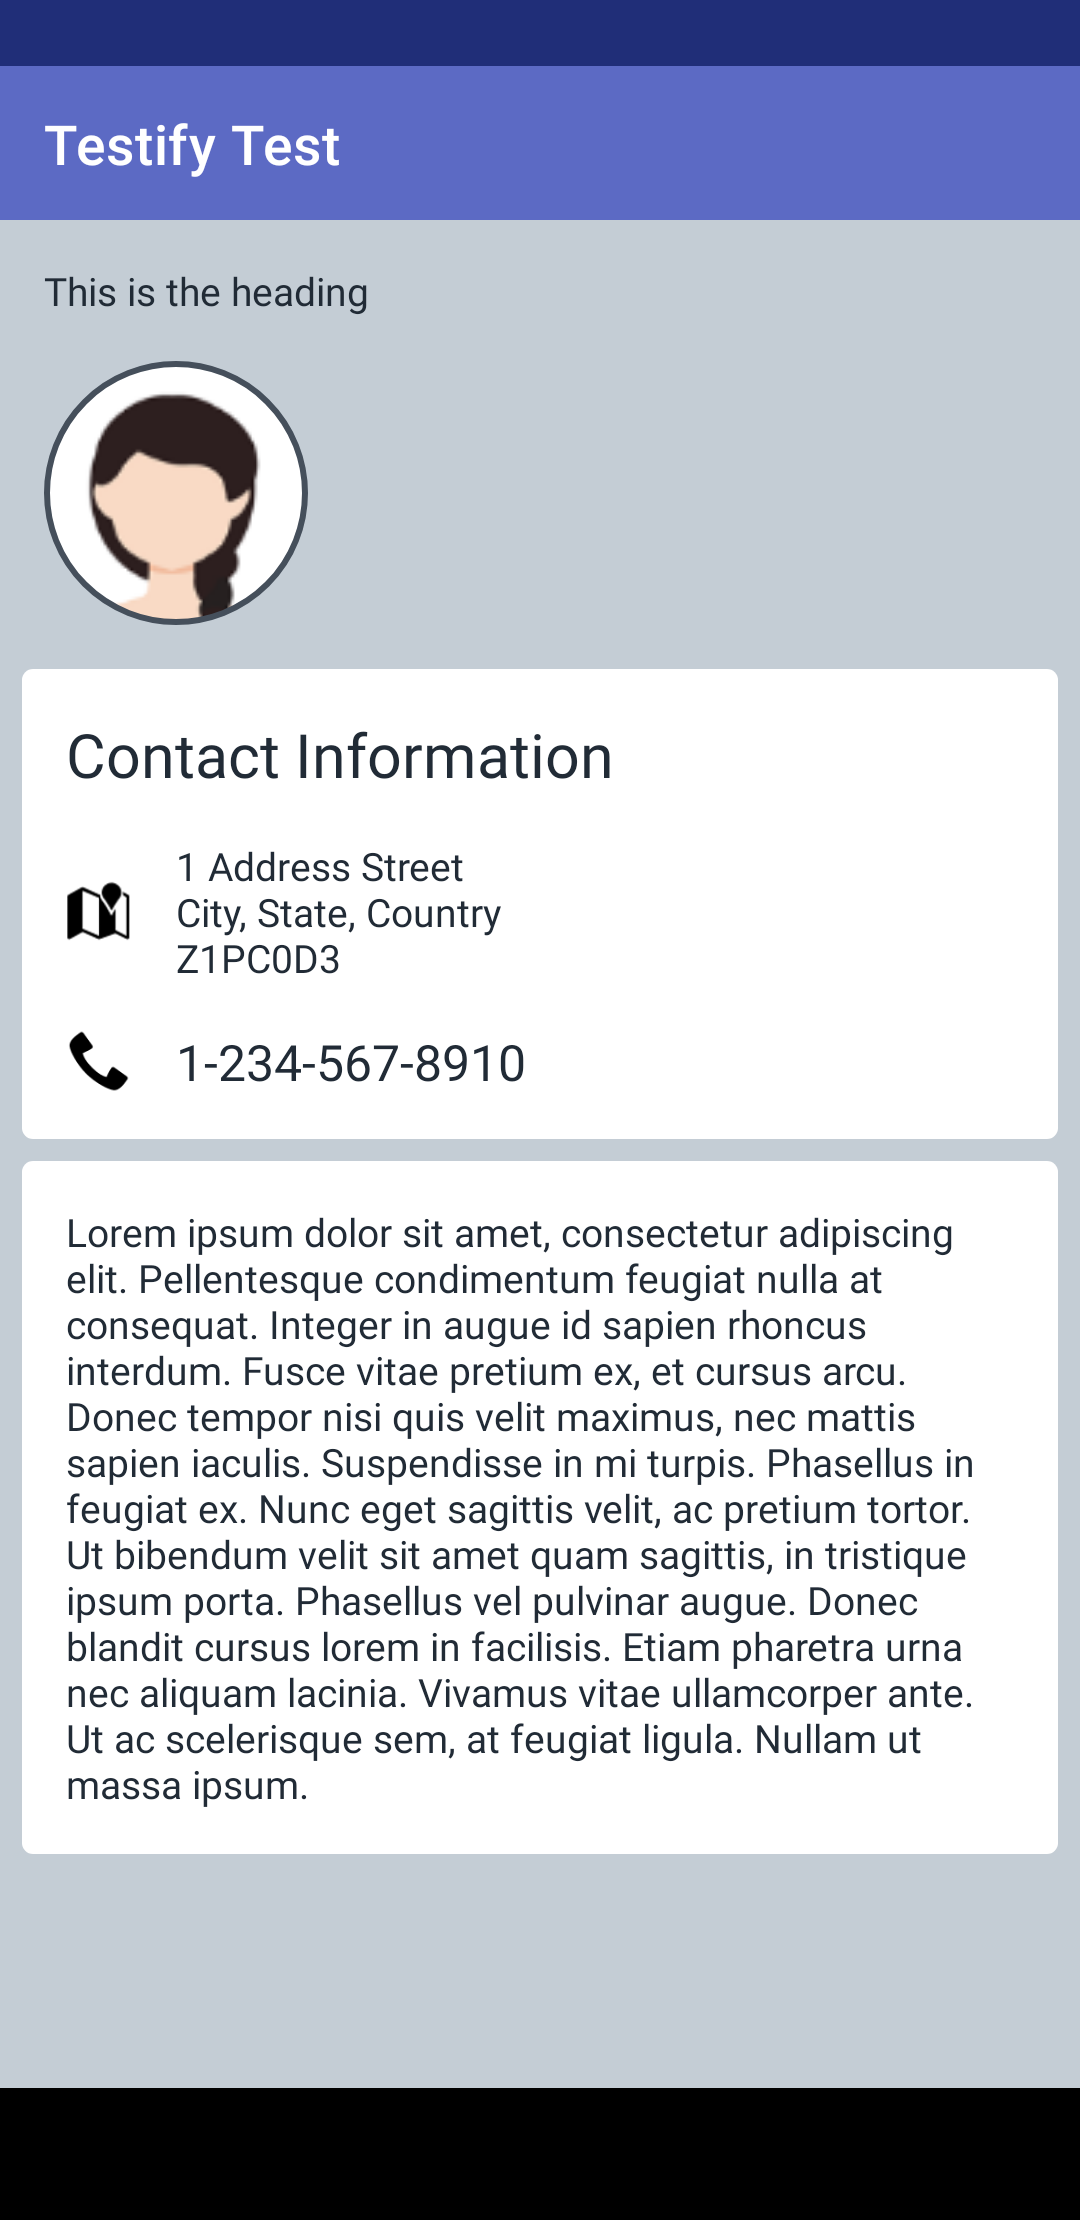 Testify Test
This is the heading
Contact Information
1 Address Street
City, State, Country
Z1PC0D3
1-234-567-8910
Lorem ipsum dolor sit amet, consectetur adipiscing
elit. Pellentesque condimentum feugiat nulla at
consequat. Integer in augue id sapien rhoncus
interdum. Fusce vitae pretium ex, et cursus arcu.
Donec tempor nisi quis velit maximus, nec mattis
sapien iaculis. Suspendisse in mi turpis. Phasellus in
feugiat ex. Nunc eget sagittis velit, ac pretium tortor.
Ut bibendum velit sit amet quam sagittis, in tristique
ipsum porta. Phasellus vel pulvinar augue. Donec
blandit cursus lorem in facilisis. Etiam pharetra urna
nec aliquam lacinia. Vivamus vitae ullamcorper ante.
Ut ac scelerisque sem, at feugiat ligula. Nullam ut
massa ipsum.